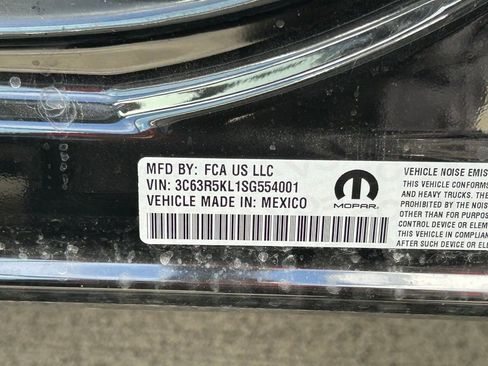 MFD BY: FCA US LLC
VIN: 3C63R5KL1SG554001
VEHICLE MADE IN: MEXICO
MOPAR
VEHICLE NOISE EMIS
THIS VEHICLE CONFORMS
AND HEAVY TRUCKS. THE
PROHIBITED BY THE NOIS
OTHER THAN FOR PURPOS
CONTROL DEVICE OR ELEM
THIS VEHICLE IN COMPLIAN
AFTER SUCH DEVICE OR ELE